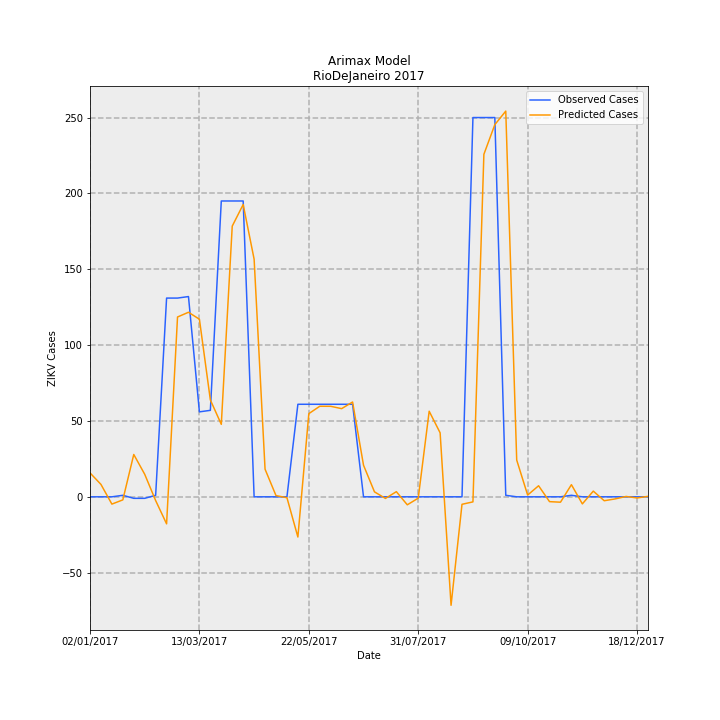 Arimax Model
RioDeJaneiro 2017
Observed Cases
Predicted Cases
250
200
150
100
50
0
−50
ZIKV Cases
02/01/2017 13/03/2017 22/05/2017 31/07/2017 09/10/2017 18/12/2017
Date